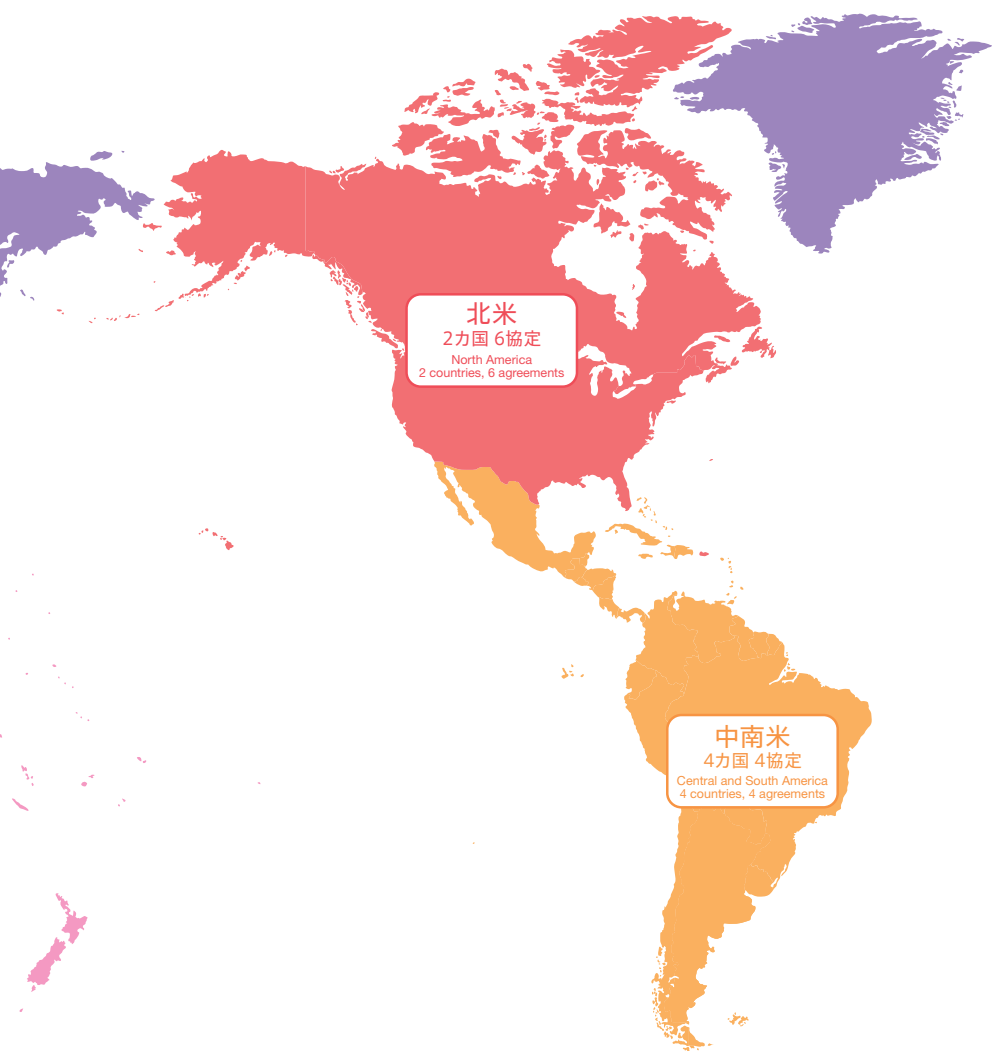 北米
2カ国 6協定
North America
2 countries, 6 agreements
中南米
4カ国 4協定
Central and South America
4 countries, 4 agreements